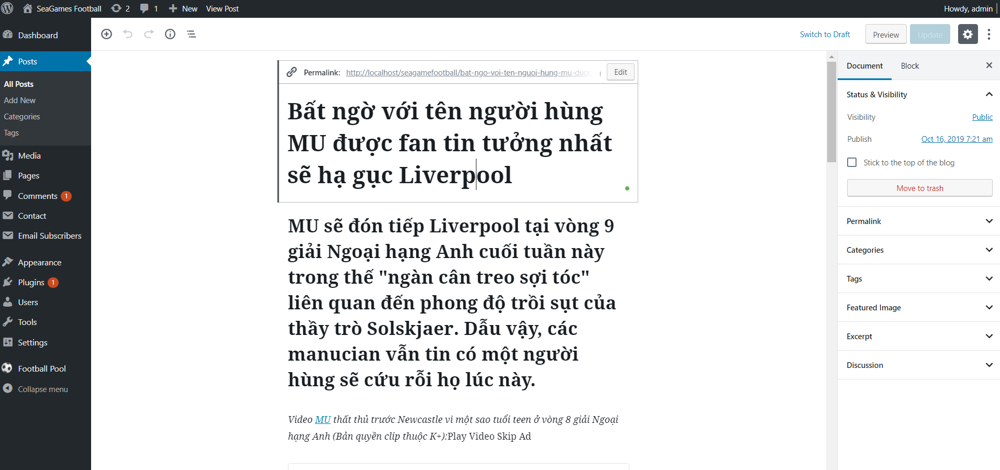 SeaGames Football 2 1 New View Post Howdy, admin
Dashboard
Posts
All Posts
Add New
Categories
Tags
Media
Pages
Comments 1
Contact
Email Subscribers
Appearance
Plugins 1
Users
Tools
Settings
Football Pool
Collapse menu
Switch to Draft Preview Update
Permalink: http://localhost/seagamefootball/bat-ngo-voi-ten-nguoi-hung-mu-duoc Edit
Bất ngờ với tên người hùng
MU được fan tin tưởng nhất
sẽ hạ gục Liverpool
MU sẽ đón tiếp Liverpool tại vòng 9
giải Ngoại hạng Anh cuối tuần này
trong thế "ngàn cân treo sợi tóc"
liên quan đến phong độ trồi sụt của
thầy trò Solskjaer. Dẫu vậy, các
manucian vẫn tin có một người
hùng sẽ cứu rỗi họ lúc này.
Video MU thất thủ trước Newcastle vì một sao tuổi teen ở vòng 8 giải Ngoại
hạng Anh (Bản quyền clip thuộc K+):Play Video Skip Ad
Document Block
Status & Visibility
Visibility Public
Publish Oct 16, 2019 7:21 am
Stick to the top of the blog
Move to trash
Permalink
Categories
Tags
Featured Image
Excerpt
Discussion